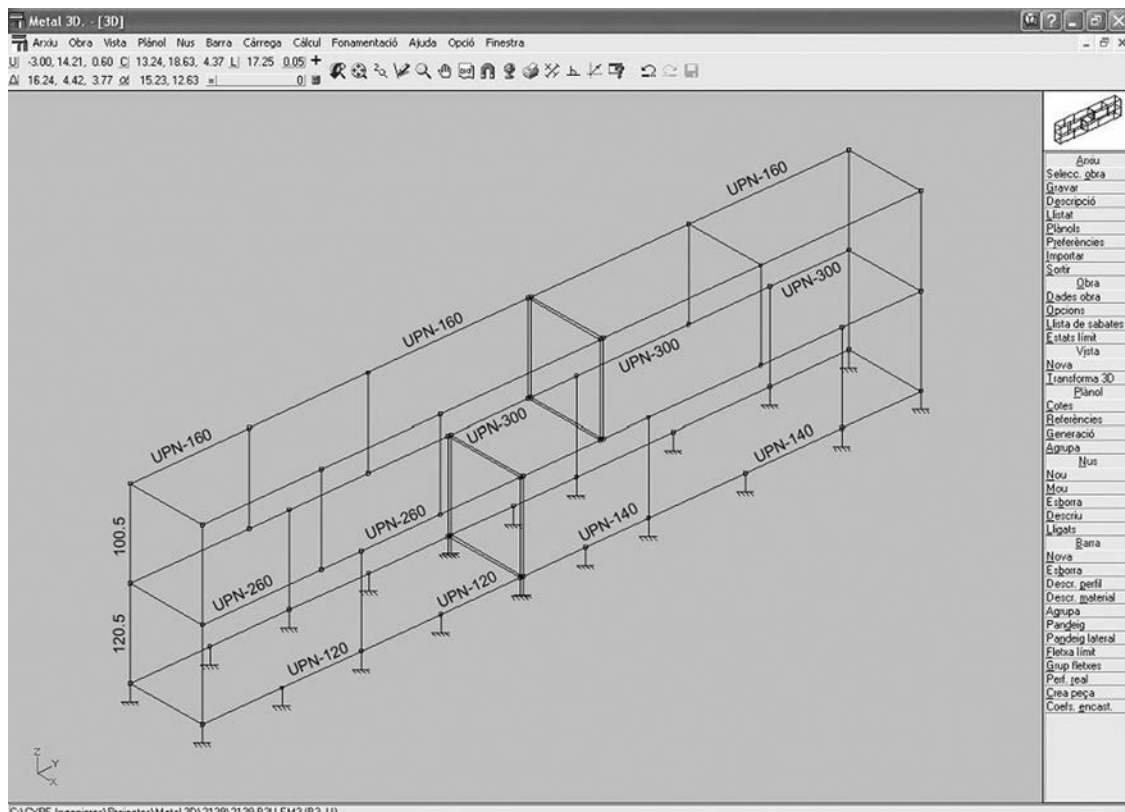 Metal 3D. - [3D]
Arxiu Obra Vista Plànol Nus Barra Càrrega Càlcul Fonamentació Ajuda Opció Finestra
U -3.00, 14.21, 0.60 C 13.24, 18.63, 4.37 L 17.25 0.05
Δ 16.24, 4.42, 3.77 α 15.23, 12.63 = 0
UPN-160
UPN-300
UPN-160
UPN-300
UPN-300
UPN-160
UPN-140
UPN-260
UPN-140
100.5
UPN-260
UPN-120
120.5
UPN-120
Z
Y
X
Arxiu
Selecc. obra
Gravar
Descripció
Llistat
Plànols
Preferències
Importar
Sortir
Obra
Dades obra
Opcions
Llista de sabates
Estats límit
Vista
Nova
Transforma 3D
Plànol
Cotes
Referències
Generació
Agrupa
Nus
Nou
Mou
Esborra
Descriu
Lligats
Barra
Nova
Esborra
Descr. perfil
Descr. material
Agrupa
Pandeig
Pandeig lateral
Fletxa límit
Grup fletxes
Perf. real
Crea peça
Coefs. encast.